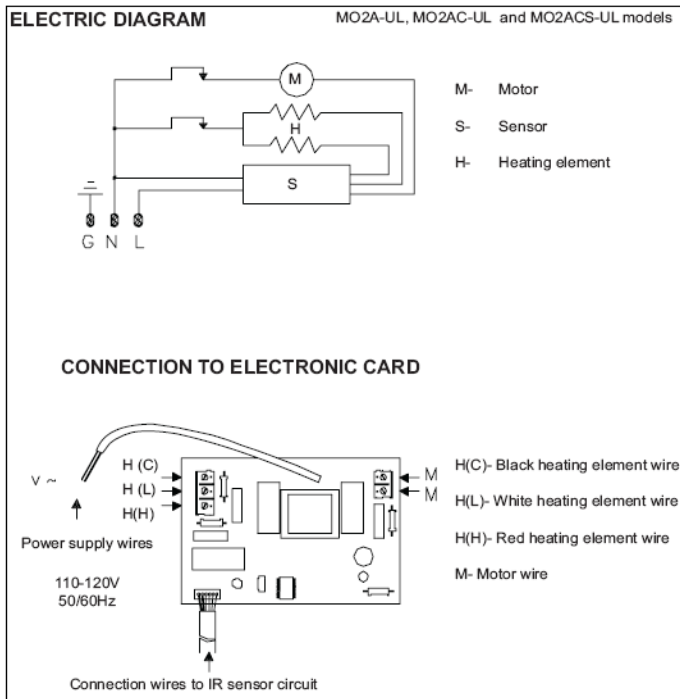 ELECTRIC DIAGRAM
MO2A-UL, MO2AC-UL and MO2ACS-UL models
M
H
S
G N L
M- Motor
S- Sensor
H- Heating element
CONNECTION TO ELECTRONIC CARD
V ~
H (C)
H (L)
H(H)
M
M
Power supply wires
110-120V
50/60Hz
Connection wires to IR sensor circuit
H(C)- Black heating element wire
H(L)- White heating element wire
H(H)- Red heating element wire
M- Motor wire